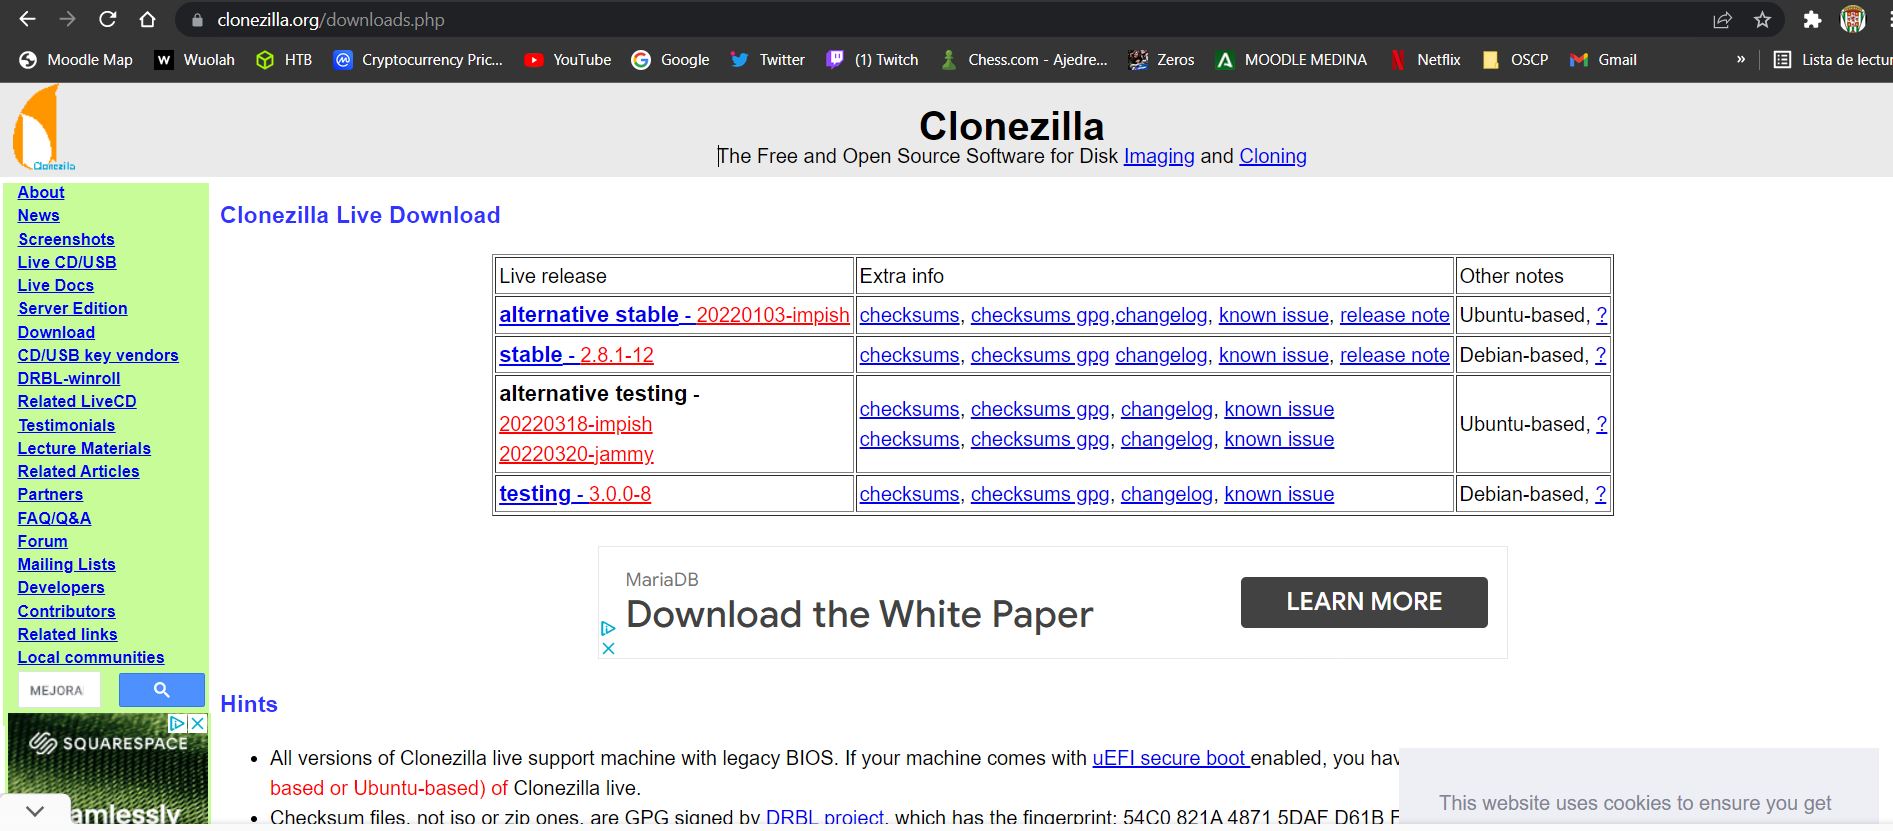 clonezilla.org/downloads.php
Moodle Map W Wuolah HTB Cryptocurrency Pric... YouTube Google Twitter (1) Twitch Chess.com - Ajedre... Zeros MOODLE MEDINA Netflix OSCP Gmail » Lista de lectur
Clonezilla
Clonezilla
The Free and Open Source Software for Disk Imaging and Cloning
About
News
Screenshots
Live CD/USB
Live Docs
Server Edition
Download
CD/USB key vendors
DRBL-winroll
Related LiveCD
Testimonials
Lecture Materials
Related Articles
Partners
FAQ/Q&A
Forum
Mailing Lists
Developers
Contributors
Related links
Local communities
MEJORA
SQUARESPACE
amlessly
Clonezilla Live Download
Live release Extra info Other notes
alternative stable - 20220103-impish checksums, checksums gpg,changelog, known issue, release note Ubuntu-based, ?
stable - 2.8.1-12 checksums, checksums gpg changelog, known issue, release note Debian-based, ?
alternative testing -
20220318-impish
20220320-jammy
checksums, checksums gpg, changelog, known issue
checksums, checksums gpg, changelog, known issue
Ubuntu-based, ?
testing - 3.0.0-8 checksums, checksums gpg, changelog, known issue Debian-based, ?
MariaDB
Download the White Paper
LEARN MORE
Hints
• All versions of Clonezilla live support machine with legacy BIOS. If your machine comes with uEFI secure boot enabled, you hav
based or Ubuntu-based) of Clonezilla live.
• Checksum files, not iso or zip ones, are GPG signed by DRBL project, which has the fingerprint: 54C0 821A 4871 5DAF D61B F
This website uses cookies to ensure you get